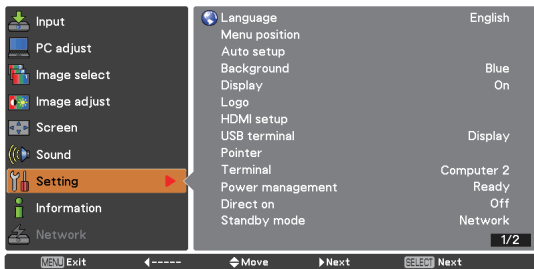 Input
PC adjust
Image select
Image adjust
Screen
Sound
Setting
Information
Network
Language English
Menu position
Auto setup
Background Blue
Display On
Logo
HDMI setup
USB terminal Display
Pointer
Terminal Computer 2
Power management Ready
Direct on Off
Standby mode Network
1/2
MENU Exit ◄----- Move Next SELECT Next